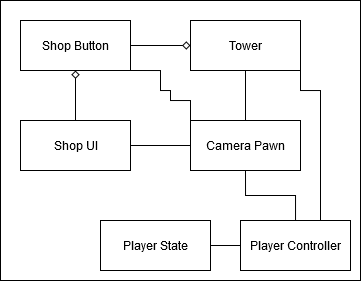 Shop Button
Tower
Shop UI
Camera Pawn
Player State
Player Controller